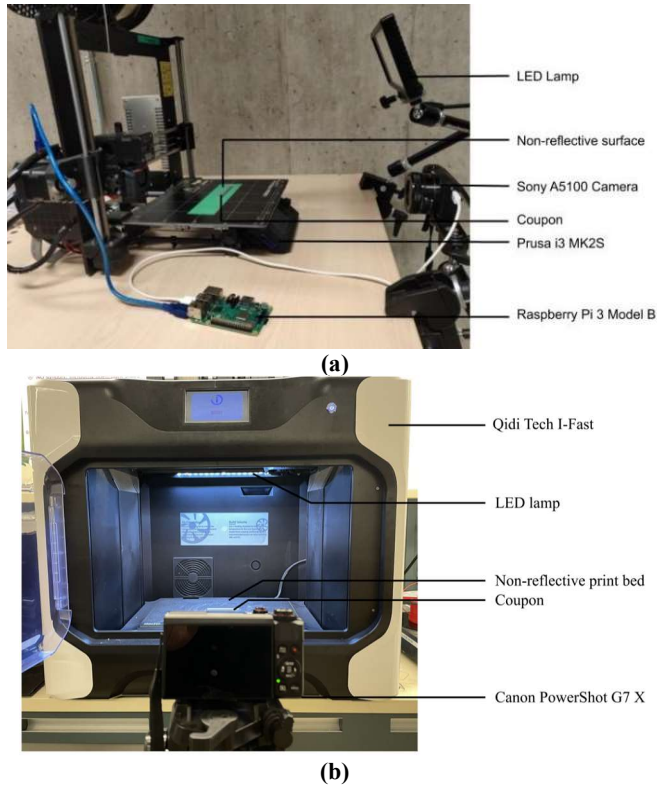 LED Lamp
Non-reflective surface
Sony A5100 Camera
Coupon
Prusa i3 MK2S
Raspberry Pi 3 Model B
(a)
Qidi Tech I-Fast
LED lamp
Non-reflective print bed
Coupon
Canon PowerShot G7 X
(b)